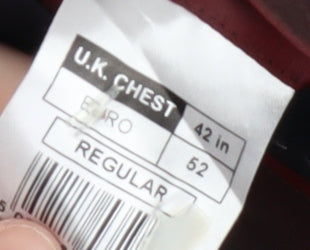 U.K. CHEST 42 in
EURO 52
REGULAR